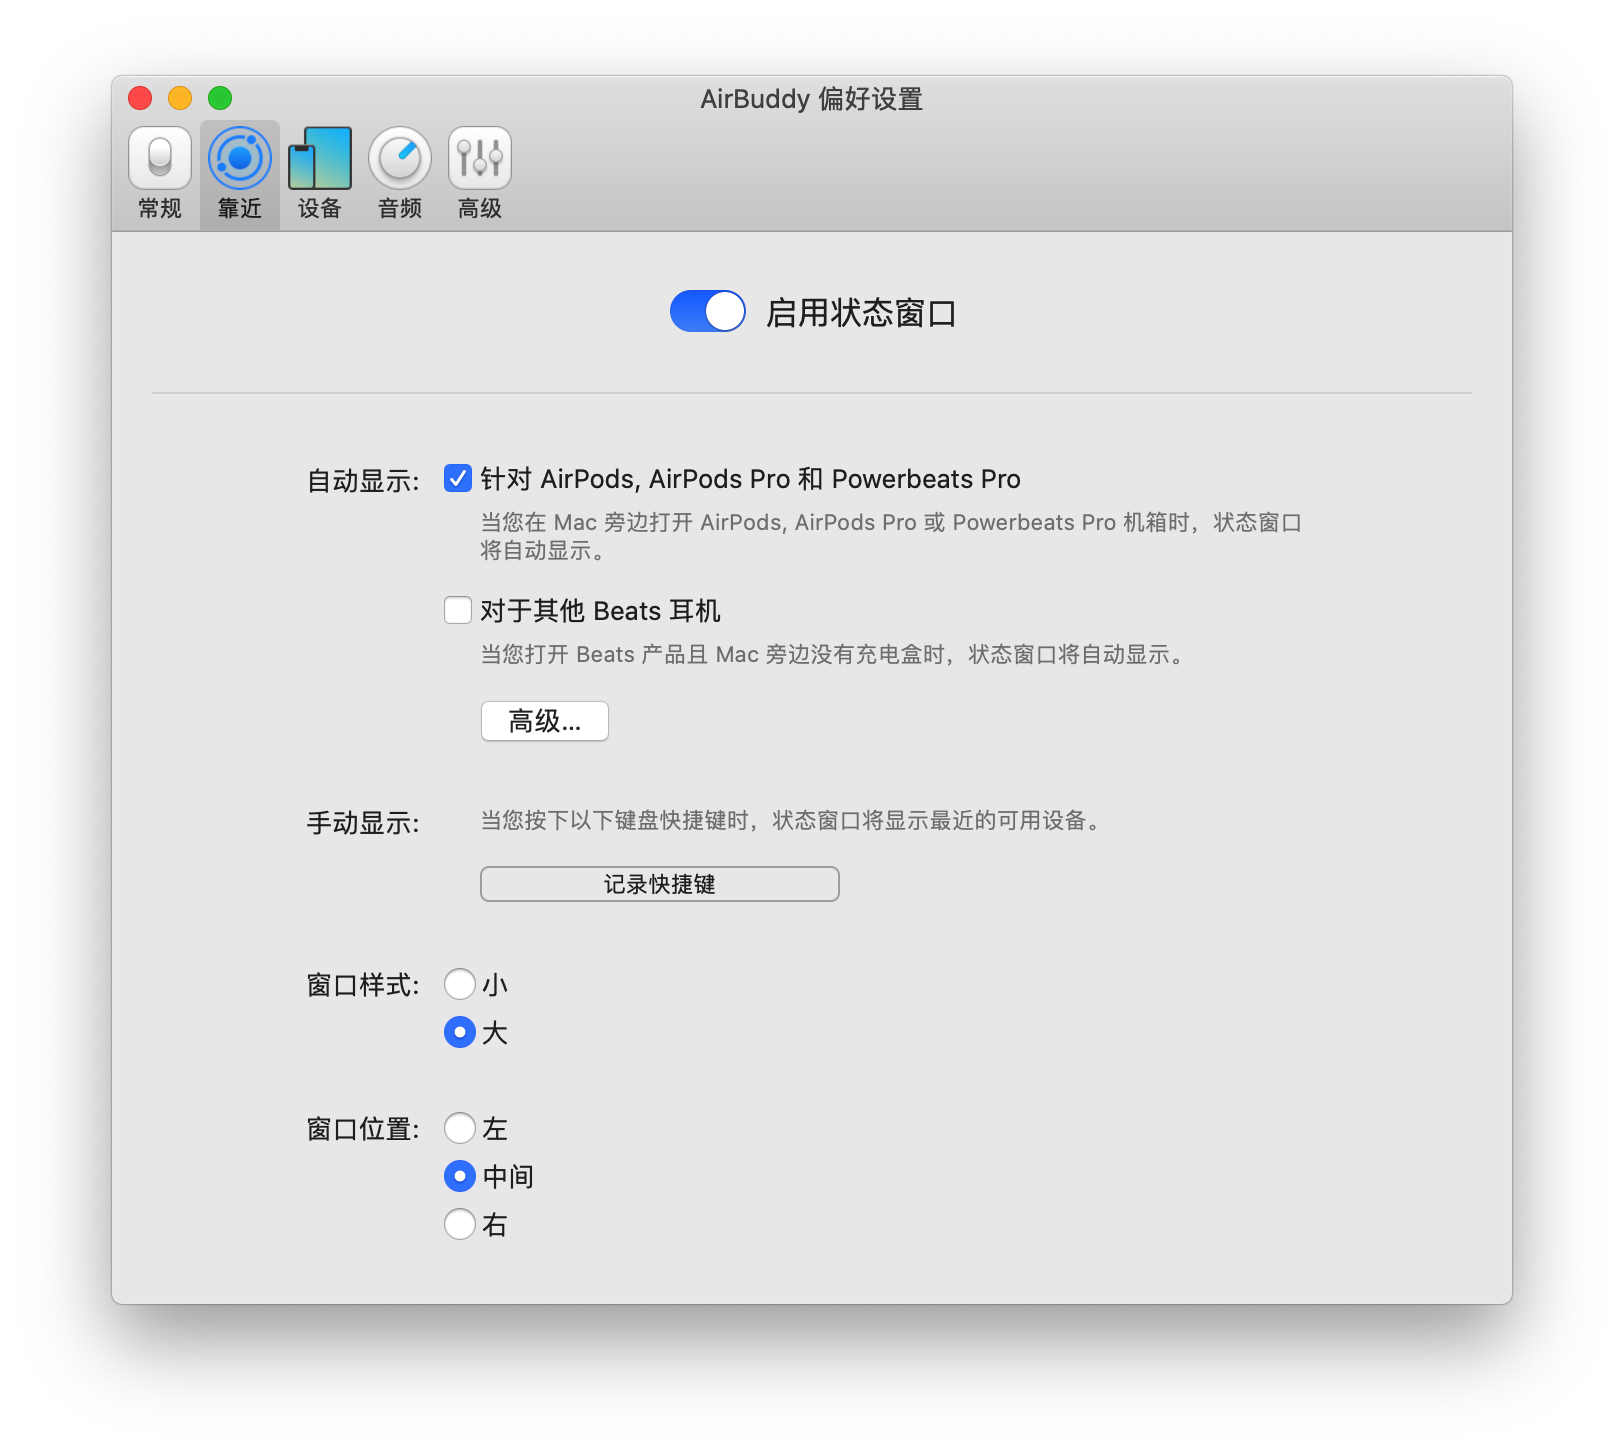 AirBuddy 偏好设置
常规 靠近 设备 音频 高级
启用状态窗口
自动显示: 针对 AirPods, AirPods Pro 和 Powerbeats Pro
当您在 Mac 旁边打开 AirPods, AirPods Pro 或 Powerbeats Pro 机箱时，状态窗口
将自动显示。
对于其他 Beats 耳机
当您打开 Beats 产品且 Mac 旁边没有充电盒时，状态窗口将自动显示。
高级...
手动显示: 当您按下以下键盘快捷键时，状态窗口将显示最近的可用设备。
记录快捷键
窗口样式: 小
大
窗口位置: 左
中间
右